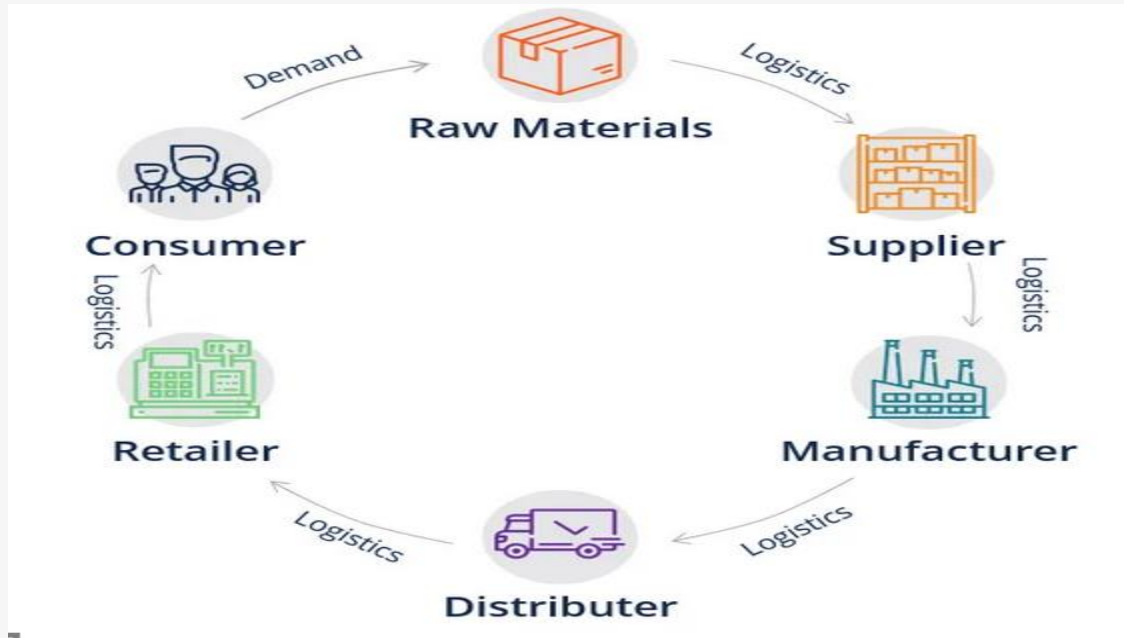 Demand
Logistics
Raw Materials
Consumer
Supplier
Logistics
Logistics
Retailer
Manufacturer
Logistics
Logistics
Distributer